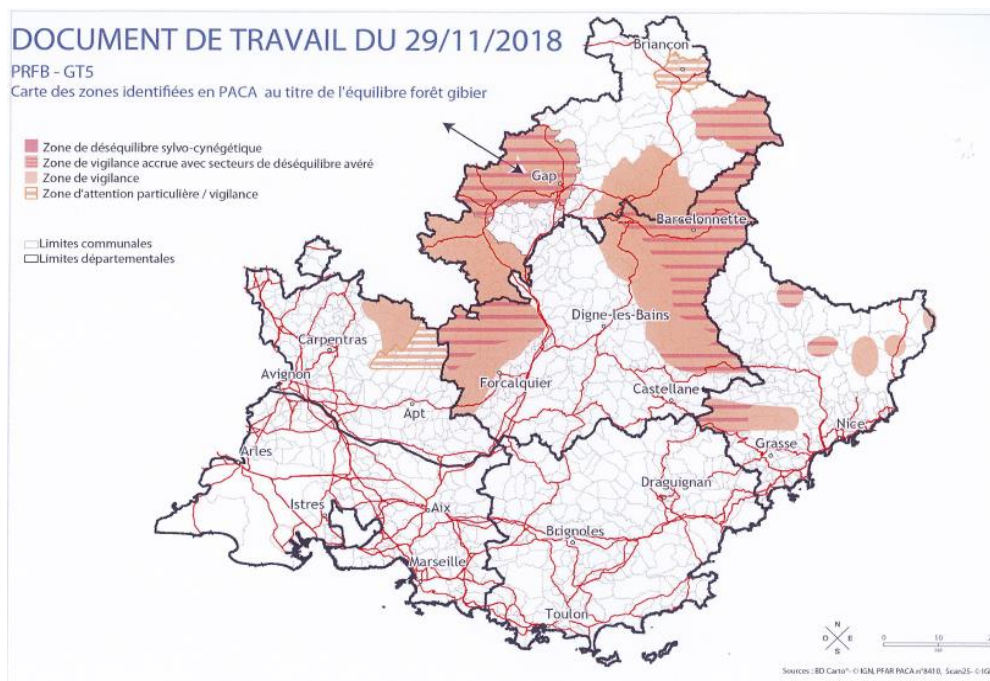 DOCUMENT DE TRAVAIL DU 29/11/2018
PRFB - GT5
Carte des zones identifiées en PACA au titre de l'équilibre forêt gibier
Zone de déséquilibre sylvo-cynégétique
Zone de vigilance accrue avec secteurs de déséquilibre avéré
Zone de vigilance
Zone d'attention particulière / vigilance
Limites communales
Limites départementales
Briançon
Gap
Barcelonnette
Digne-les-Bains
Carpentras
Forcalquier
Avignon
Castellane
Apt
Nice
Grasse
Arles
Draguignan
Istres
Aix
Brignoles
Marseille
Toulon
N
O E
S
0 10
Sources : BD Carto
© IGN, PFAR PACA n°8410, Scan25- © IG